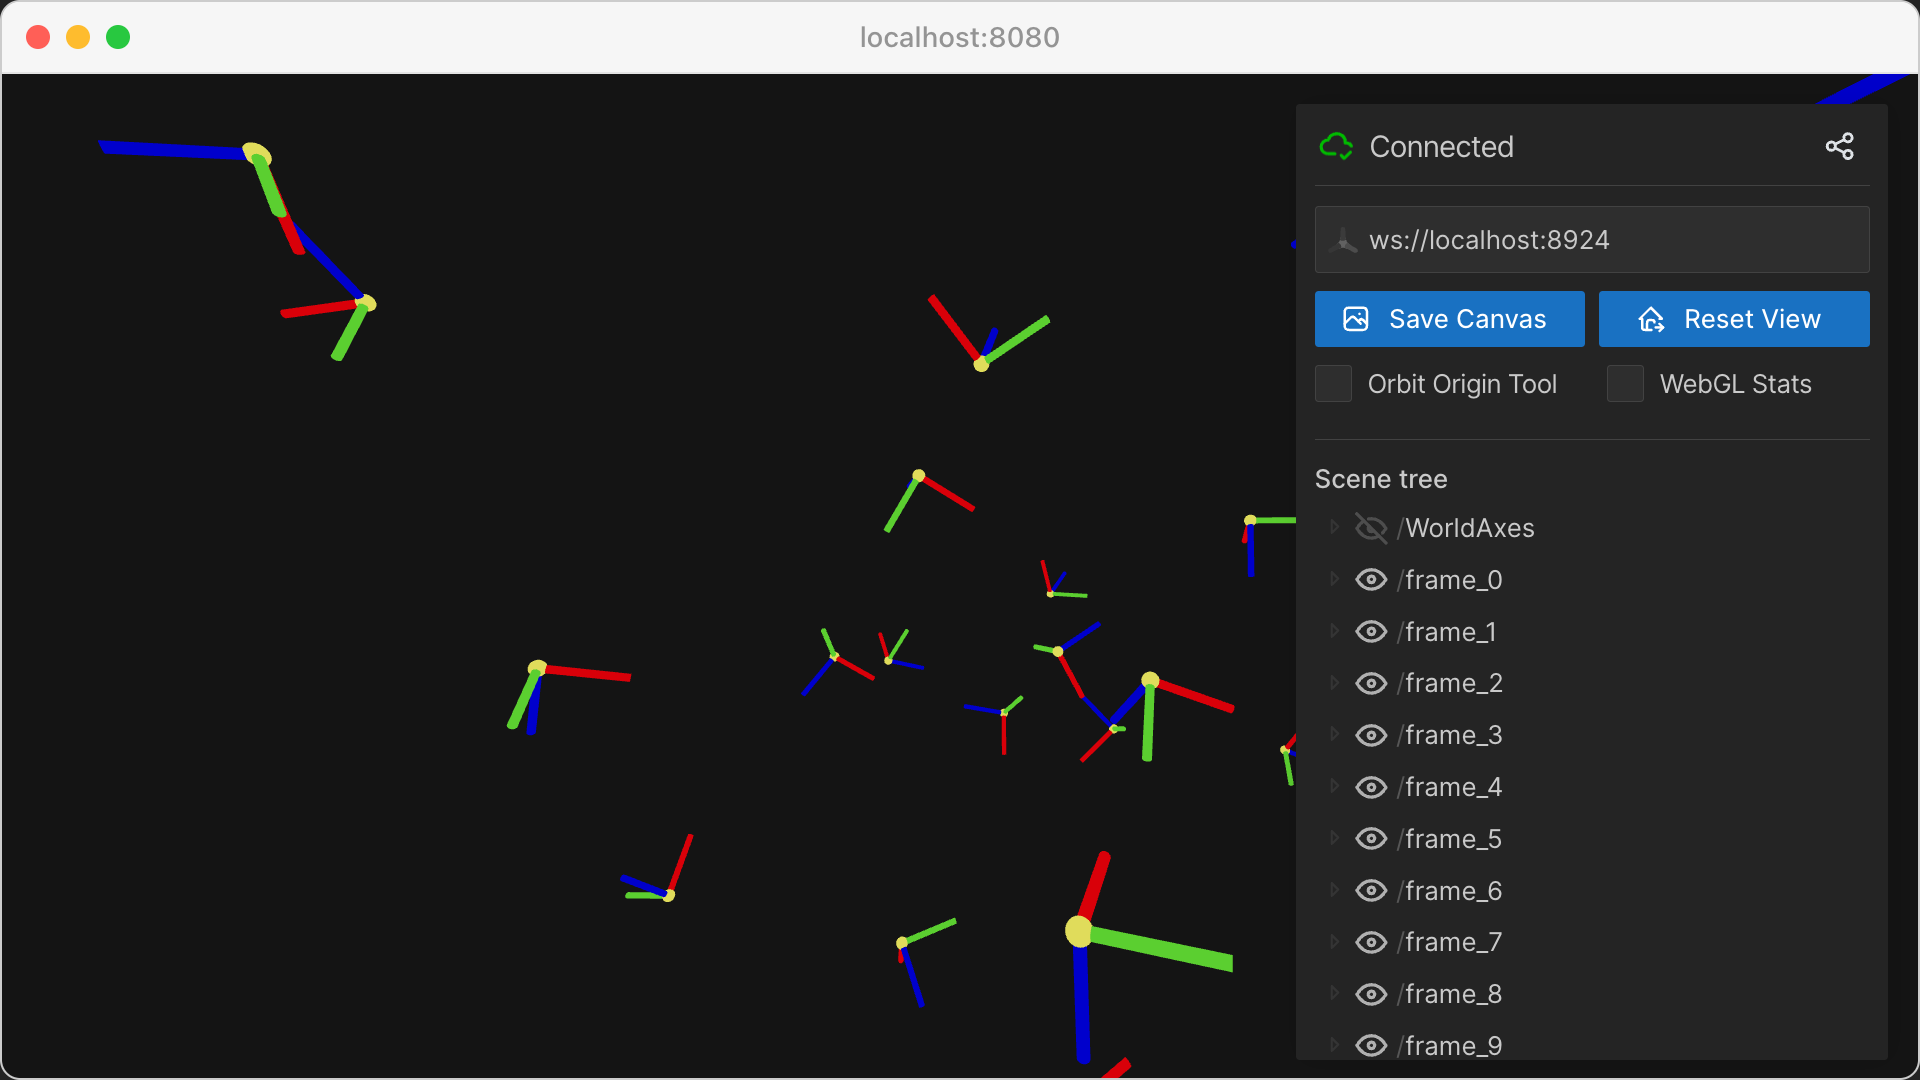 localhost:8080
Connected
ws://localhost:8924
Save Canvas
Reset View
Orbit Origin Tool
WebGL Stats
Scene tree
/WorldAxes
/frame_0
/frame_1
/frame_2
/frame_3
/frame_4
/frame_5
/frame_6
/frame_7
/frame_8
/frame_9